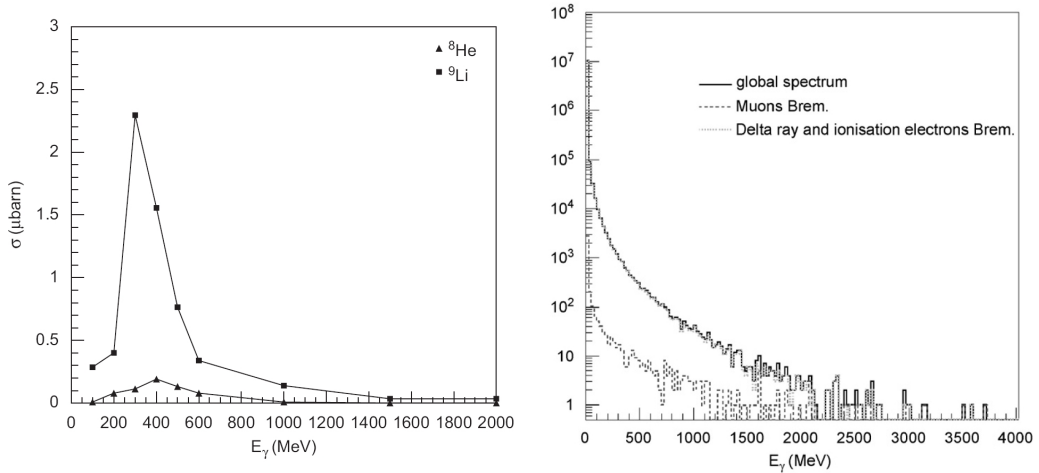 3
2.5
2
1.5
1
0.5
0
σ (μbarn)
⁸He
⁹Li
0 200 400 600 800 1000 1200 1400 1600 1800 2000
Eγ (MeV)
10⁸
10⁷
10⁶
10⁵
10⁴
10³
10²
10
1
global spectrum
Muons Brem.
Delta ray and ionisation electrons Brem.
0 500 1000 1500 2000 2500 3000 3500 4000
Eγ (MeV)